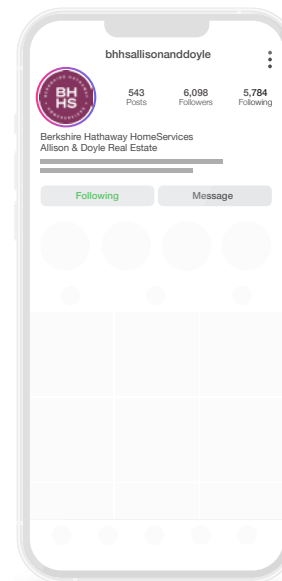 bhhsallisonanddoyle
BH
HS
543 6,098 5,784
Posts Followers Following
Berkshire Hathaway HomeServices
Allison & Doyle Real Estate
Following Message